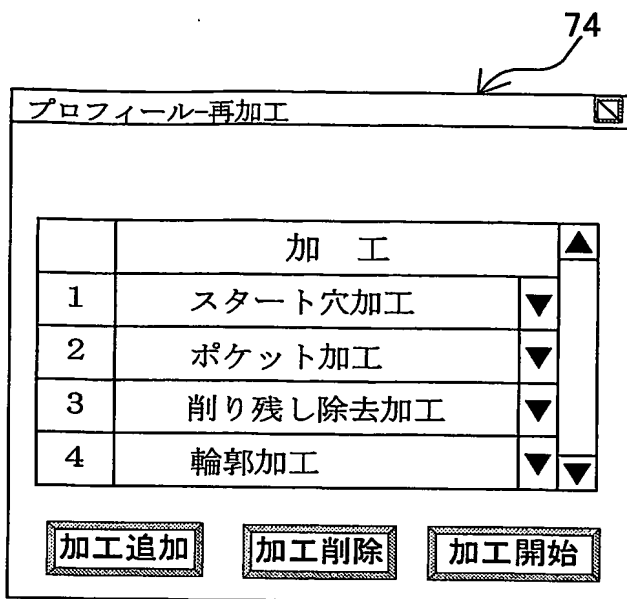 74
プロフィール-再加工
加 工
1 スタート穴加工
2 ポケット加工
3 削り残し除去加工
4 輪郭加工
加工追加 加工削除 加工開始